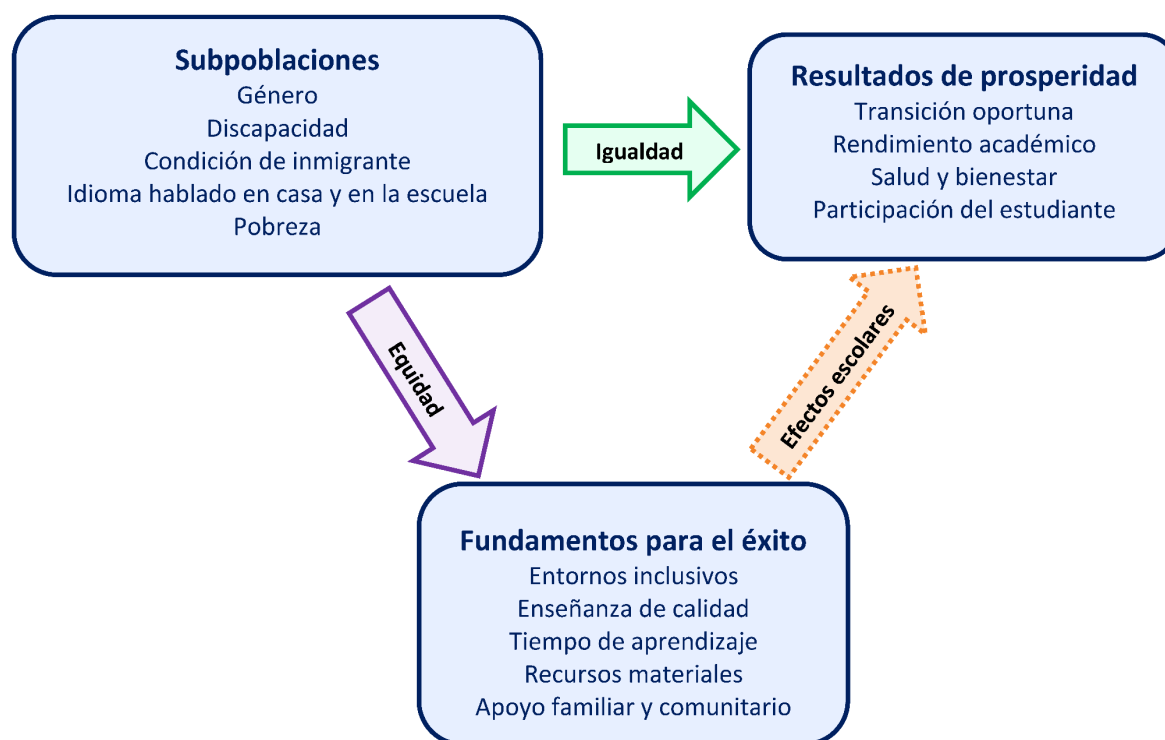 Subpoblaciones
Género
Discapacidad
Condición de inmigrante
Idioma hablado en casa y en la escuela
Pobreza
Igualdad
Resultados de prosperidad
Transición oportuna
Rendimiento académico
Salud y bienestar
Participación del estudiante
Equidad
Efectos escolares
Fundamentos para el éxito
Entornos inclusivos
Enseñanza de calidad
Tiempo de aprendizaje
Recursos materiales
Apoyo familiar y comunitario